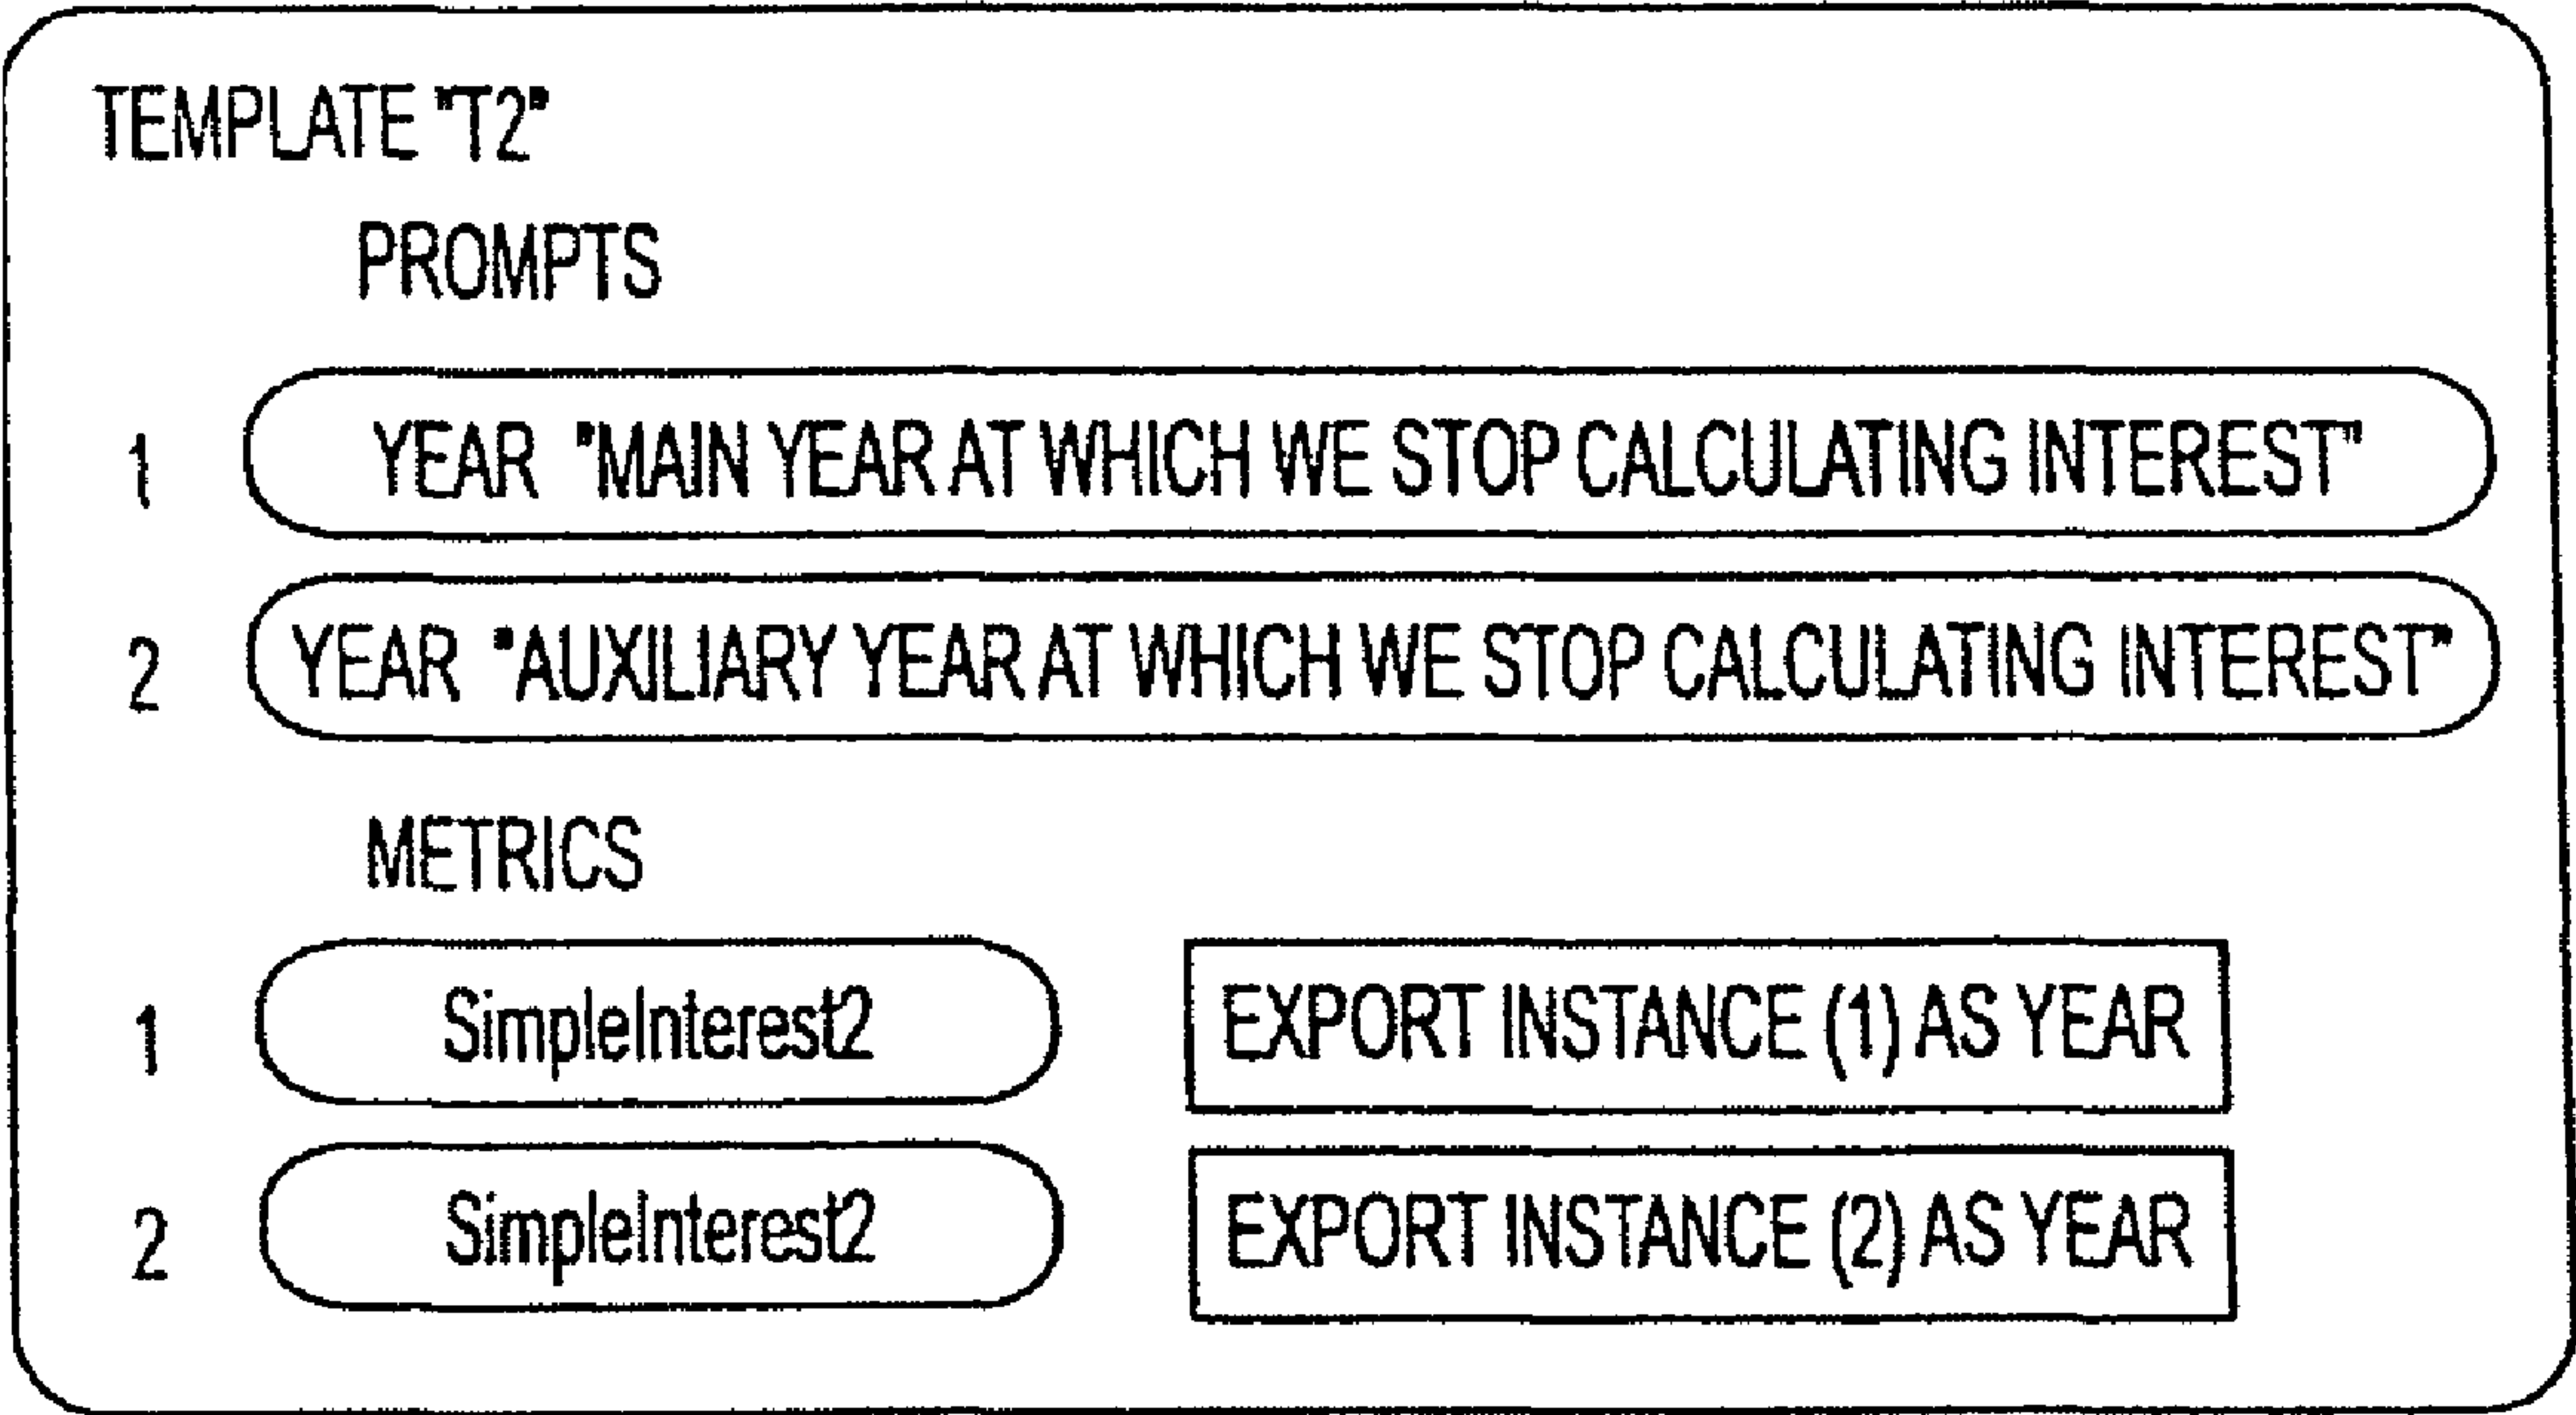 TEMPLATE "T2"
PROMPTS
1 YEAR "MAIN YEAR AT WHICH WE STOP CALCULATING INTEREST"
2 YEAR "AUXILIARY YEAR AT WHICH WE STOP CALCULATING INTEREST"
METRICS
1 SimpleInterest2 EXPORT INSTANCE (1) AS YEAR
2 SimpleInterest2 EXPORT INSTANCE (2) AS YEAR